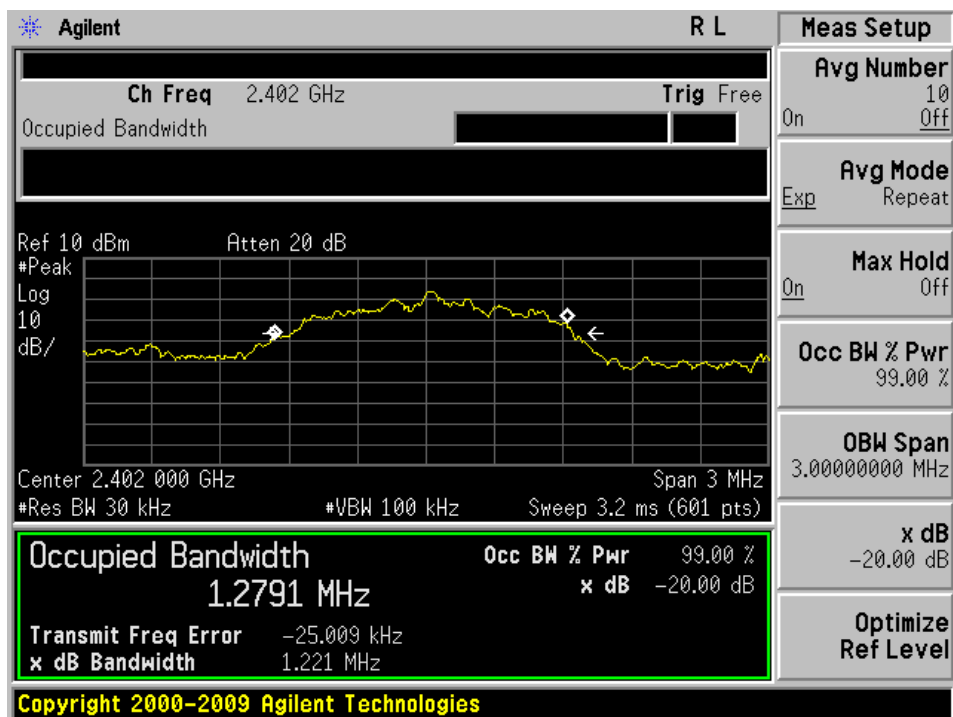 Agilent R L
Ch Freq 2.402 GHz Trig Free
Occupied Bandwidth
Ref 10 dBm Atten 20 dB
#Peak
Log
10
dB/
Center 2.402 000 GHz Span 3 MHz
#Res BW 30 kHz #VBW 100 kHz Sweep 3.2 ms (601 pts)
Occupied Bandwidth Occ BW % Pwr 99.00 %
1.2791 MHz x dB -20.00 dB
Transmit Freq Error -25.009 kHz
x dB Bandwidth 1.221 MHz
Copyright 2000-2009 Agilent Technologies
Meas Setup
Avg Number
10
On Off
Avg Mode
Exp Repeat
Max Hold
On Off
Occ BW % Pwr
99.00 %
OBW Span
3.00000000 MHz
x dB
-20.00 dB
Optimize
Ref Level